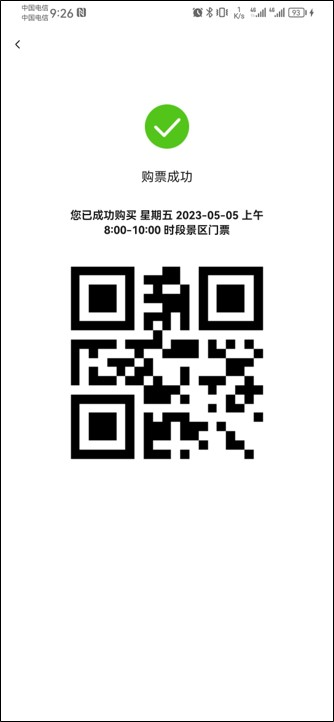 中国电信
中国电信
9:26
1
K/s
4G
4G
93
购票成功
您已成功购买 星期五 2023-05-05 上午
8:00-10:00 时段景区门票